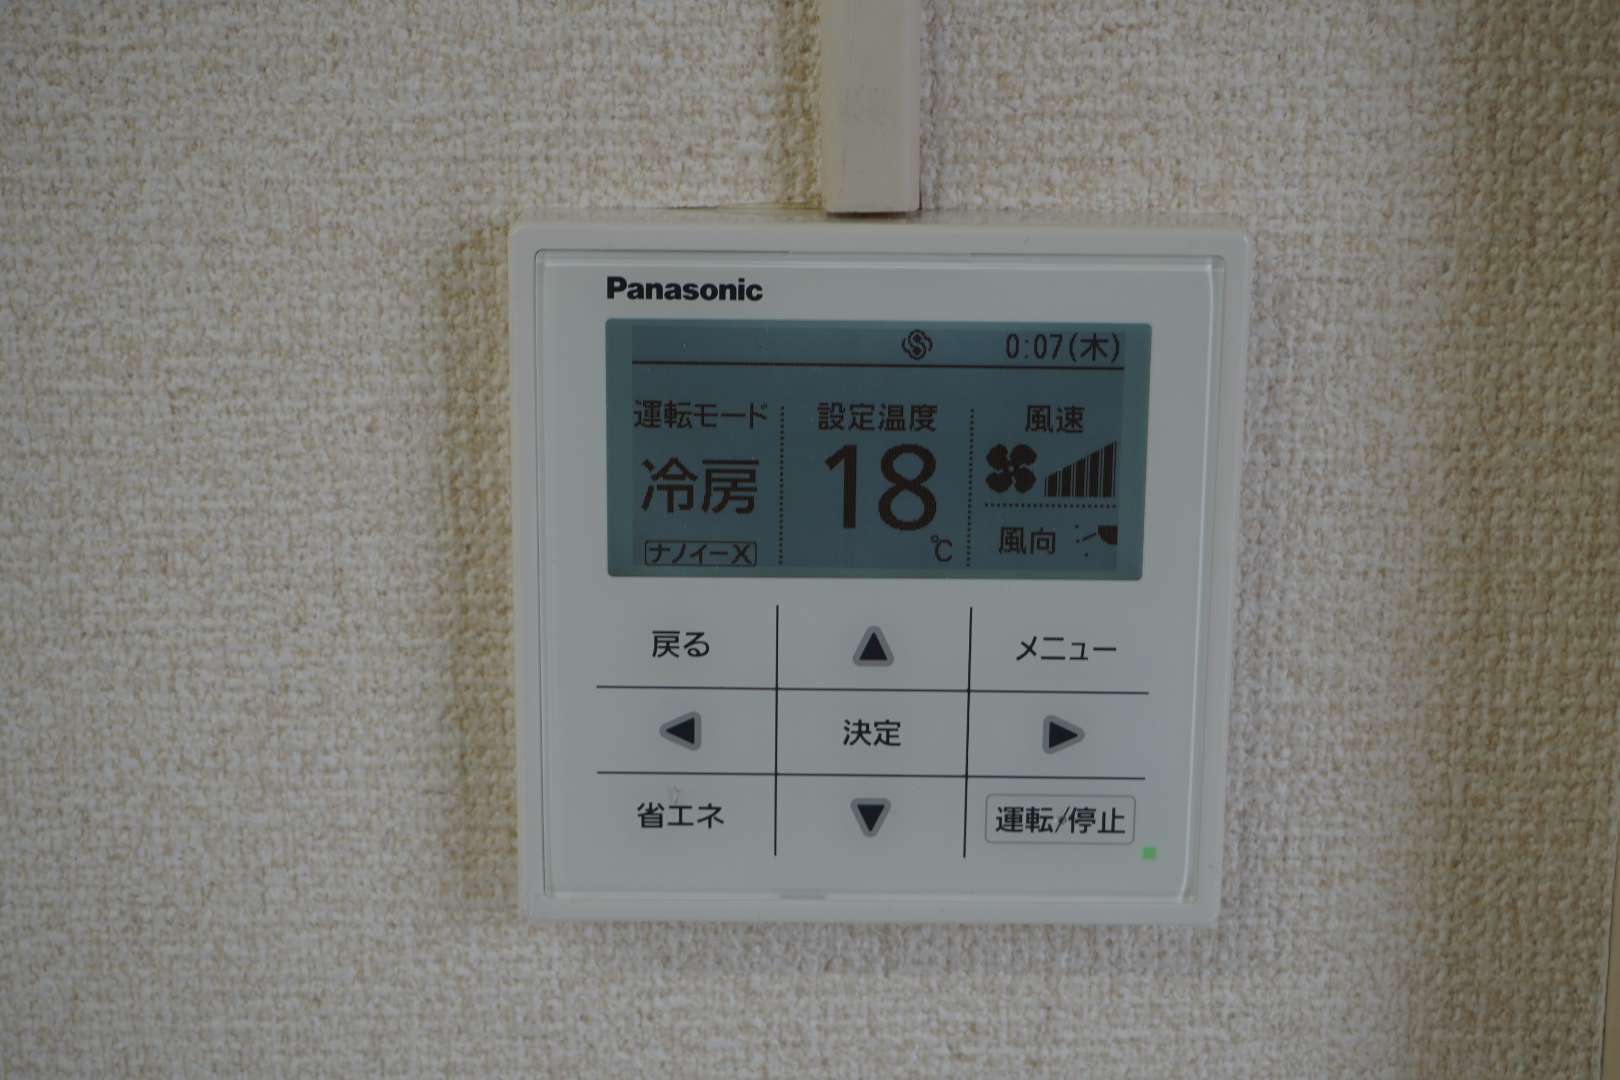 Panasonic
0:07(木)
運転モード 設定温度 風速
冷房 18 ℃
ナノイーX 風向
戻る メニュー
決定
省エネ 運転/停止